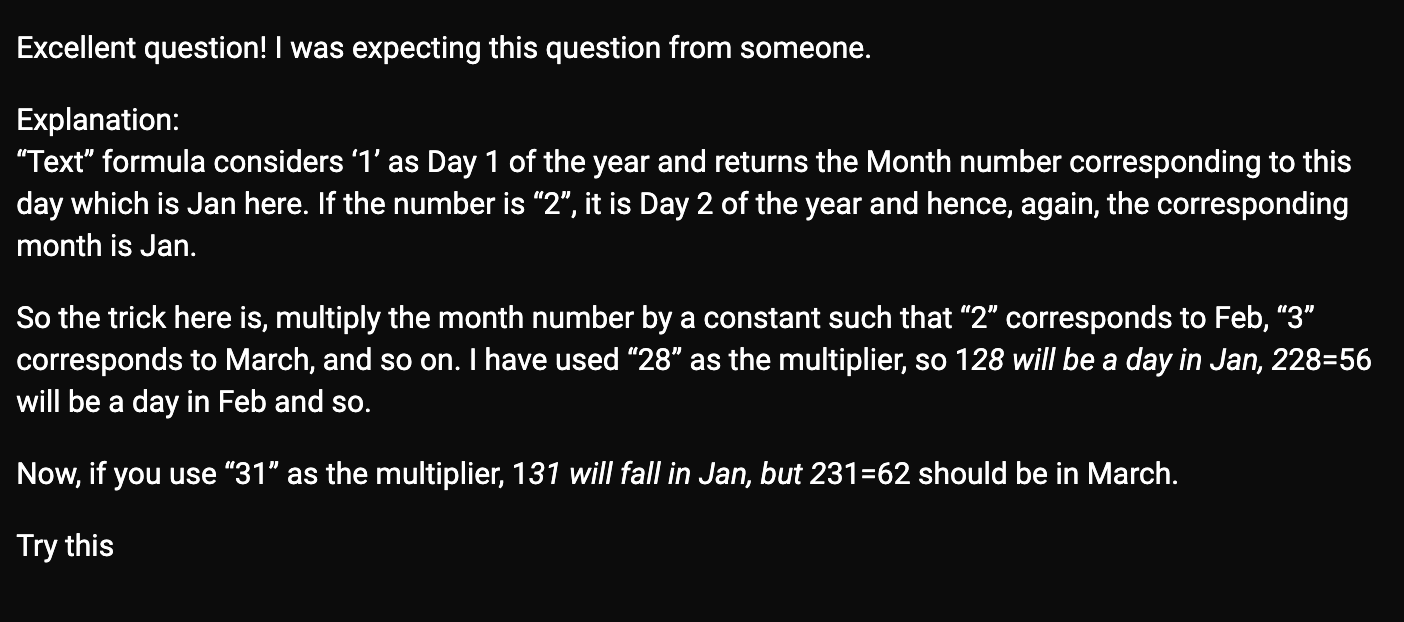 Excellent question! I was expecting this question from someone.
Explanation:
“Text” formula considers ‘1’ as Day 1 of the year and returns the Month number corresponding to this
day which is Jan here. If the number is “2”, it is Day 2 of the year and hence, again, the corresponding
month is Jan.
So the trick here is, multiply the month number by a constant such that “2” corresponds to Feb, “3”
corresponds to March, and so on. I have used “28” as the multiplier, so 128 will be a day in Jan, 228=56
will be a day in Feb and so.
Now, if you use “31” as the multiplier, 131 will fall in Jan, but 231=62 should be in March.
Try this